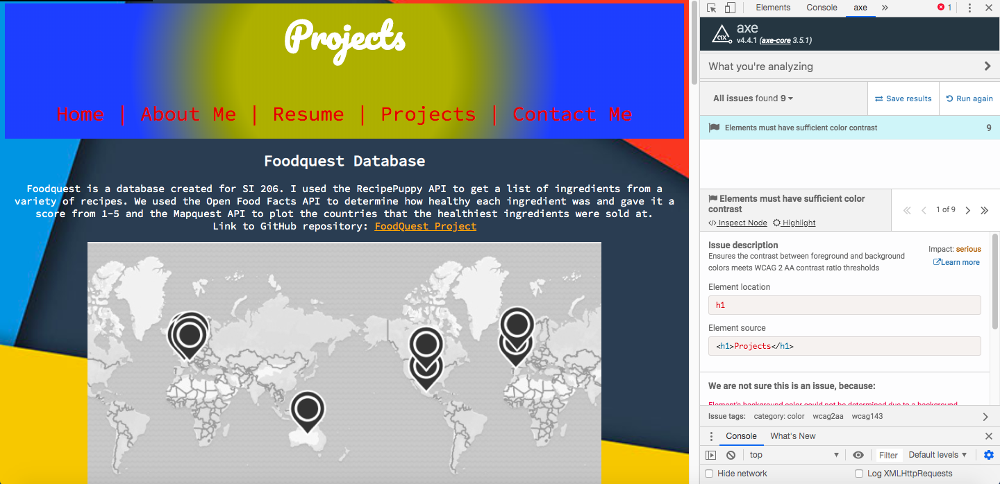 Projects
Home | About Me | Resume | Projects | Contact Me
Foodquest Database
Foodquest is a database created for SI 206. I used the RecipePuppy API to get a list of ingredients from a
variety of recipes. We used the Open Food Facts API to determine how healthy each ingredient was and gave it a
score from 1-5 and the Mapquest API to plot the countries that the healthiest ingredients were sold at.
Link to GitHub repository: FoodQuest Project
Elements Console axe » 1
axe
v4.4.1 (axe-core 3.5.1)
What you're analyzing
All issues found 9
Save results
Run again
Elements must have sufficient color contrast 9
Elements must have sufficient color
contrast
</> Inspect Node Highlight
1 of 9
Issue description
Ensures the contrast between foreground and background
colors meets WCAG 2 AA contrast ratio thresholds
Impact: serious
Learn more
Element location
h1
Element source
<h1>Projects</h1>
We are not sure this is an issue, because:
Element's background color could not be determined due to a background
Issue tags: category: color wcag2aa wcag143
Console What's New
top Filter Default levels
Hide network Log XMLHttpRequests